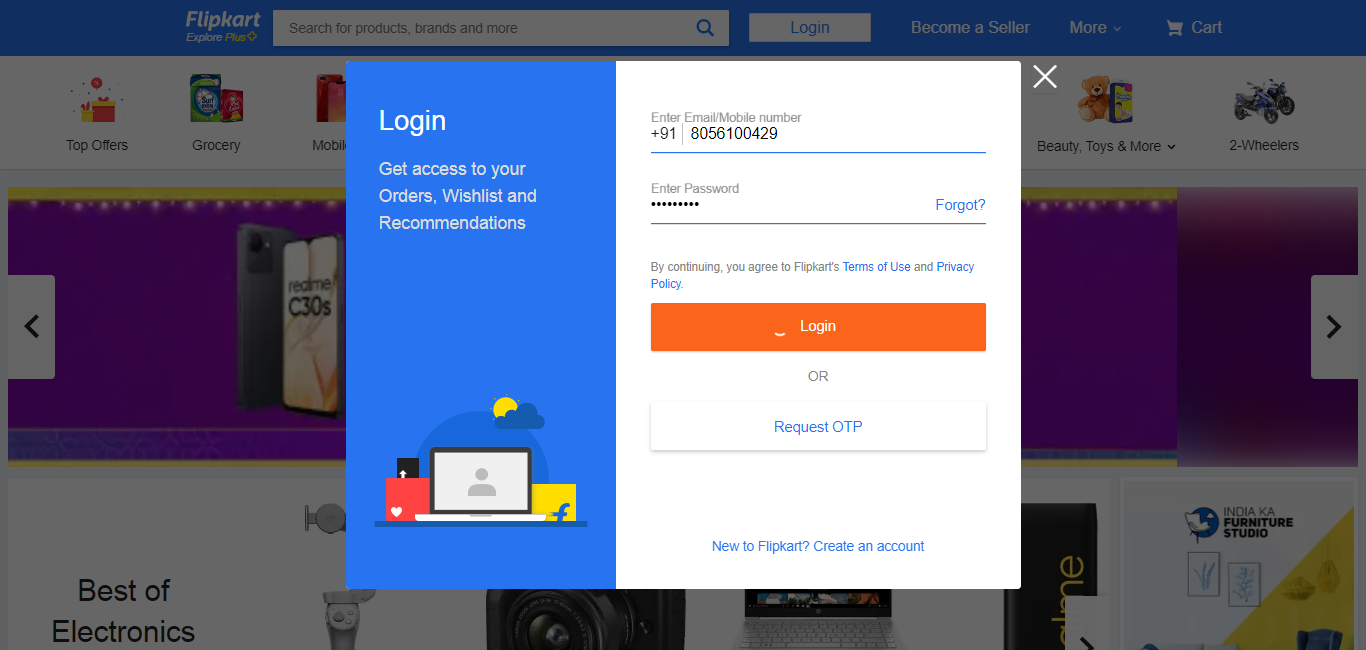 Flipkart
Explore Plus
Search for products, brands and more
Login
Become a Seller
More
Cart
Top Offers
Grocery
Beauty, Toys & More
2-Wheelers
Login
Get access to your
Orders, Wishlist and
Recommendations
Enter Email/Mobile number
+91 8056100429
Enter Password
•••••••••
Forgot?
By continuing, you agree to Flipkart's Terms of Use and Privacy
Policy.
Login
OR
Request OTP
New to Flipkart? Create an account
realme
C30s
Best of
Electronics
INDIA KA
FURNITURE
STUDIO